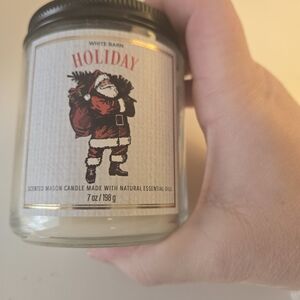 WHITE BARN
HOLIDAY
SCENTED MASON CANDLE MADE WITH NATURAL ESSENTIAL OILS
7 oz / 198 g